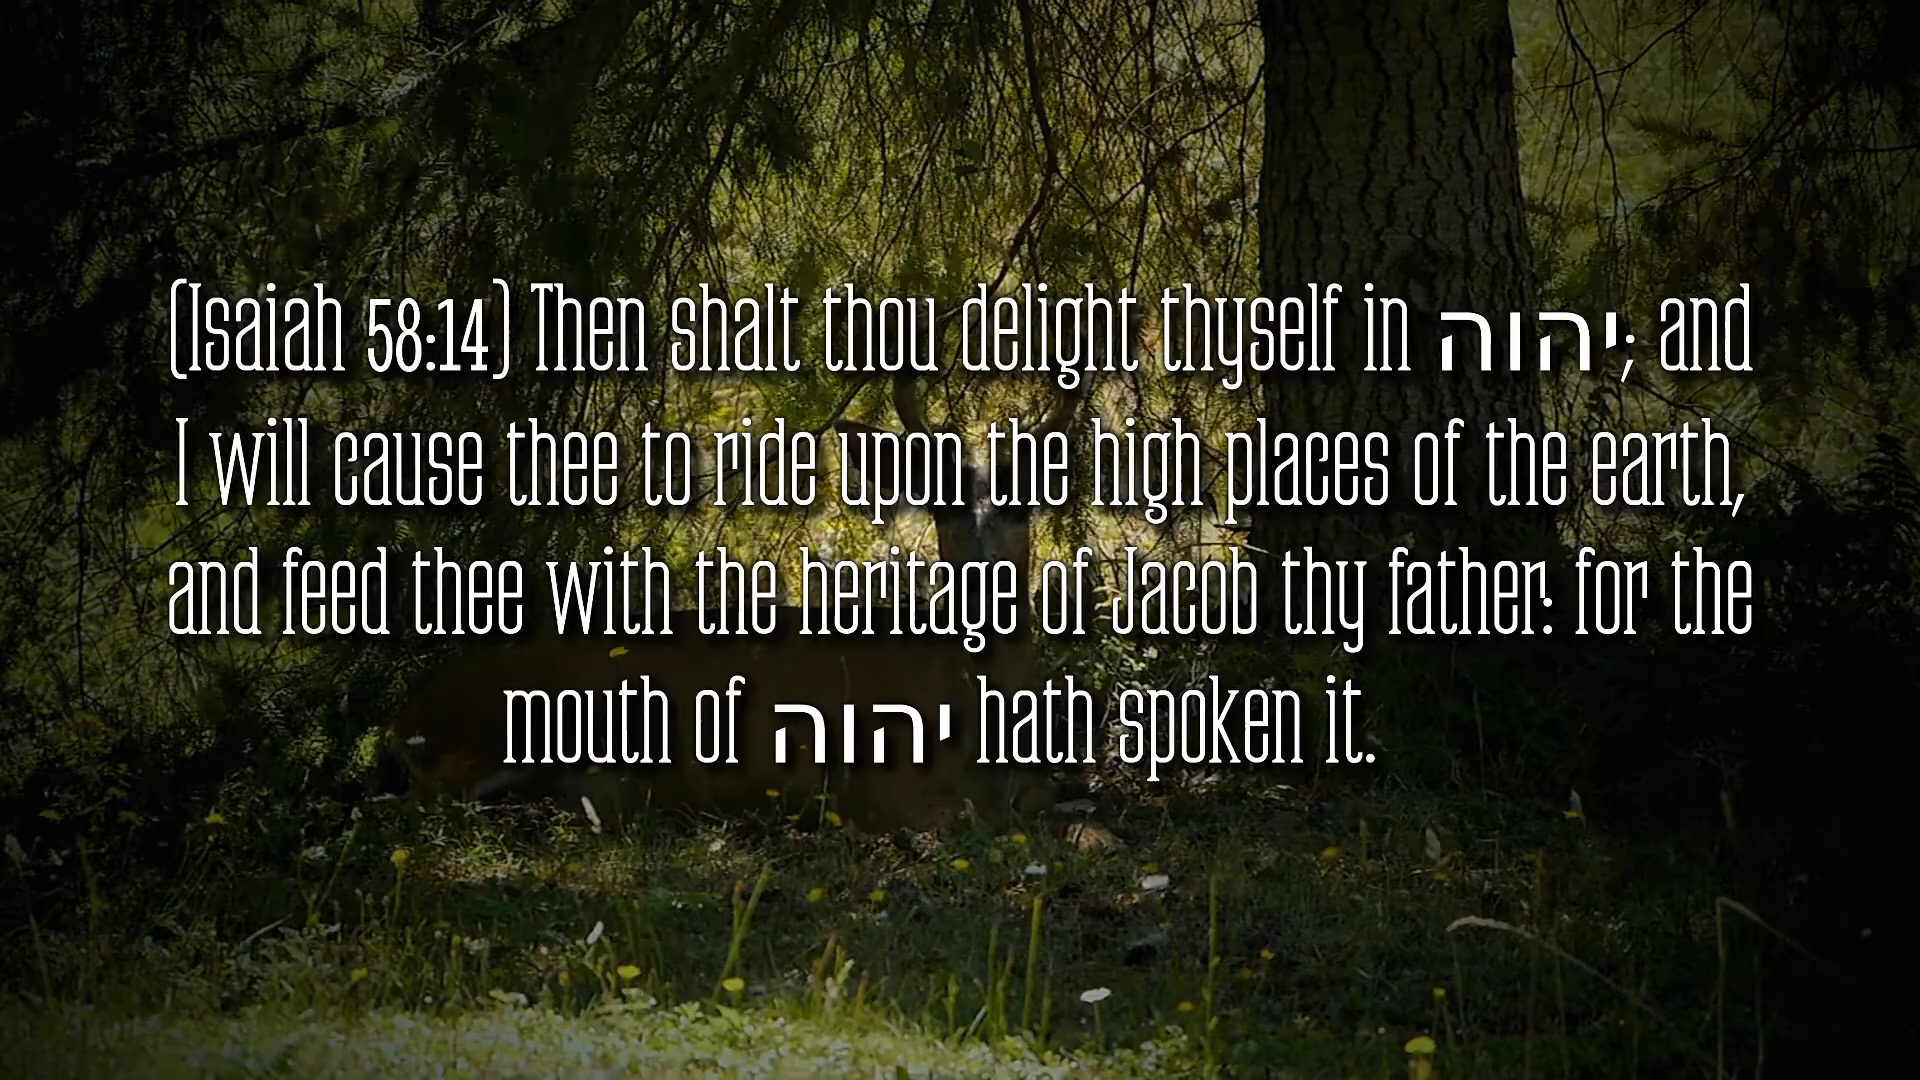 (Isaiah 58:14) Then shalt thou delight thyself in יהוה; and
I will cause thee to ride upon the high places of the earth,
and feed thee with the heritage of Jacob thy father: for the
mouth of יהוה hath spoken it.